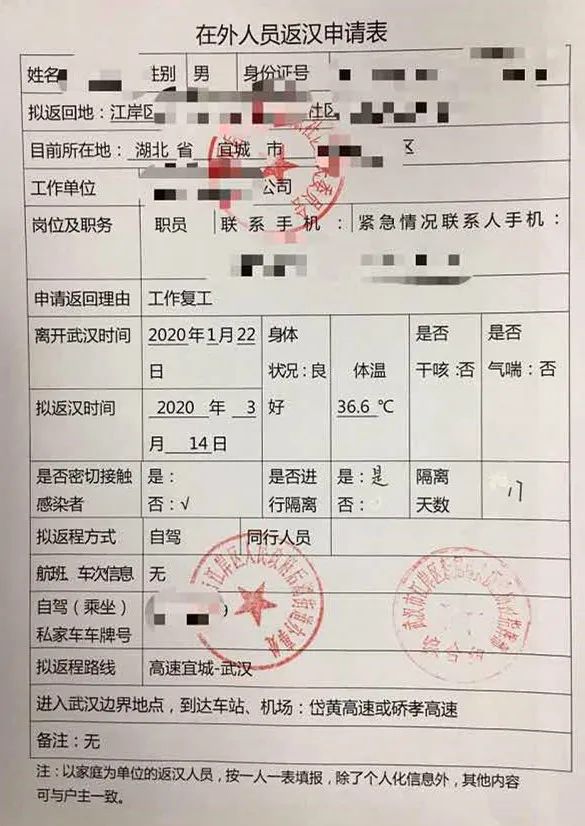 在外人员返汉申请表
姓名 性别 男 身份证号
拟返回地：江岸区 社区
目前所在地：湖北 省 宜城 市 区
工作单位 公司
岗位及职务 职员 联系手机： 紧急情况联系人手机：
申请返回理由 工作复工
离开武汉时间 2020年1月22日 身体状况：良好 体温 36.6 ℃ 是否干咳：否 是否气喘：否
拟返汉时间 2020 年 3月 14日
是否密切接触感染者 是： 否：√ 是否进行隔离 是：是 否： 隔离天数
拟返程方式 自驾 同行人员
航班、车次信息 无
自驾（乘坐）私家车车牌号 9
拟返程路线 高速宜城-武汉
进入武汉边界地点，到达车站、机场：岱黄高速或硚孝高速
备注：无
注：以家庭为单位的返汉人员，按一人一表填报，除了个人化信息外，其他内容
可与户主一致。